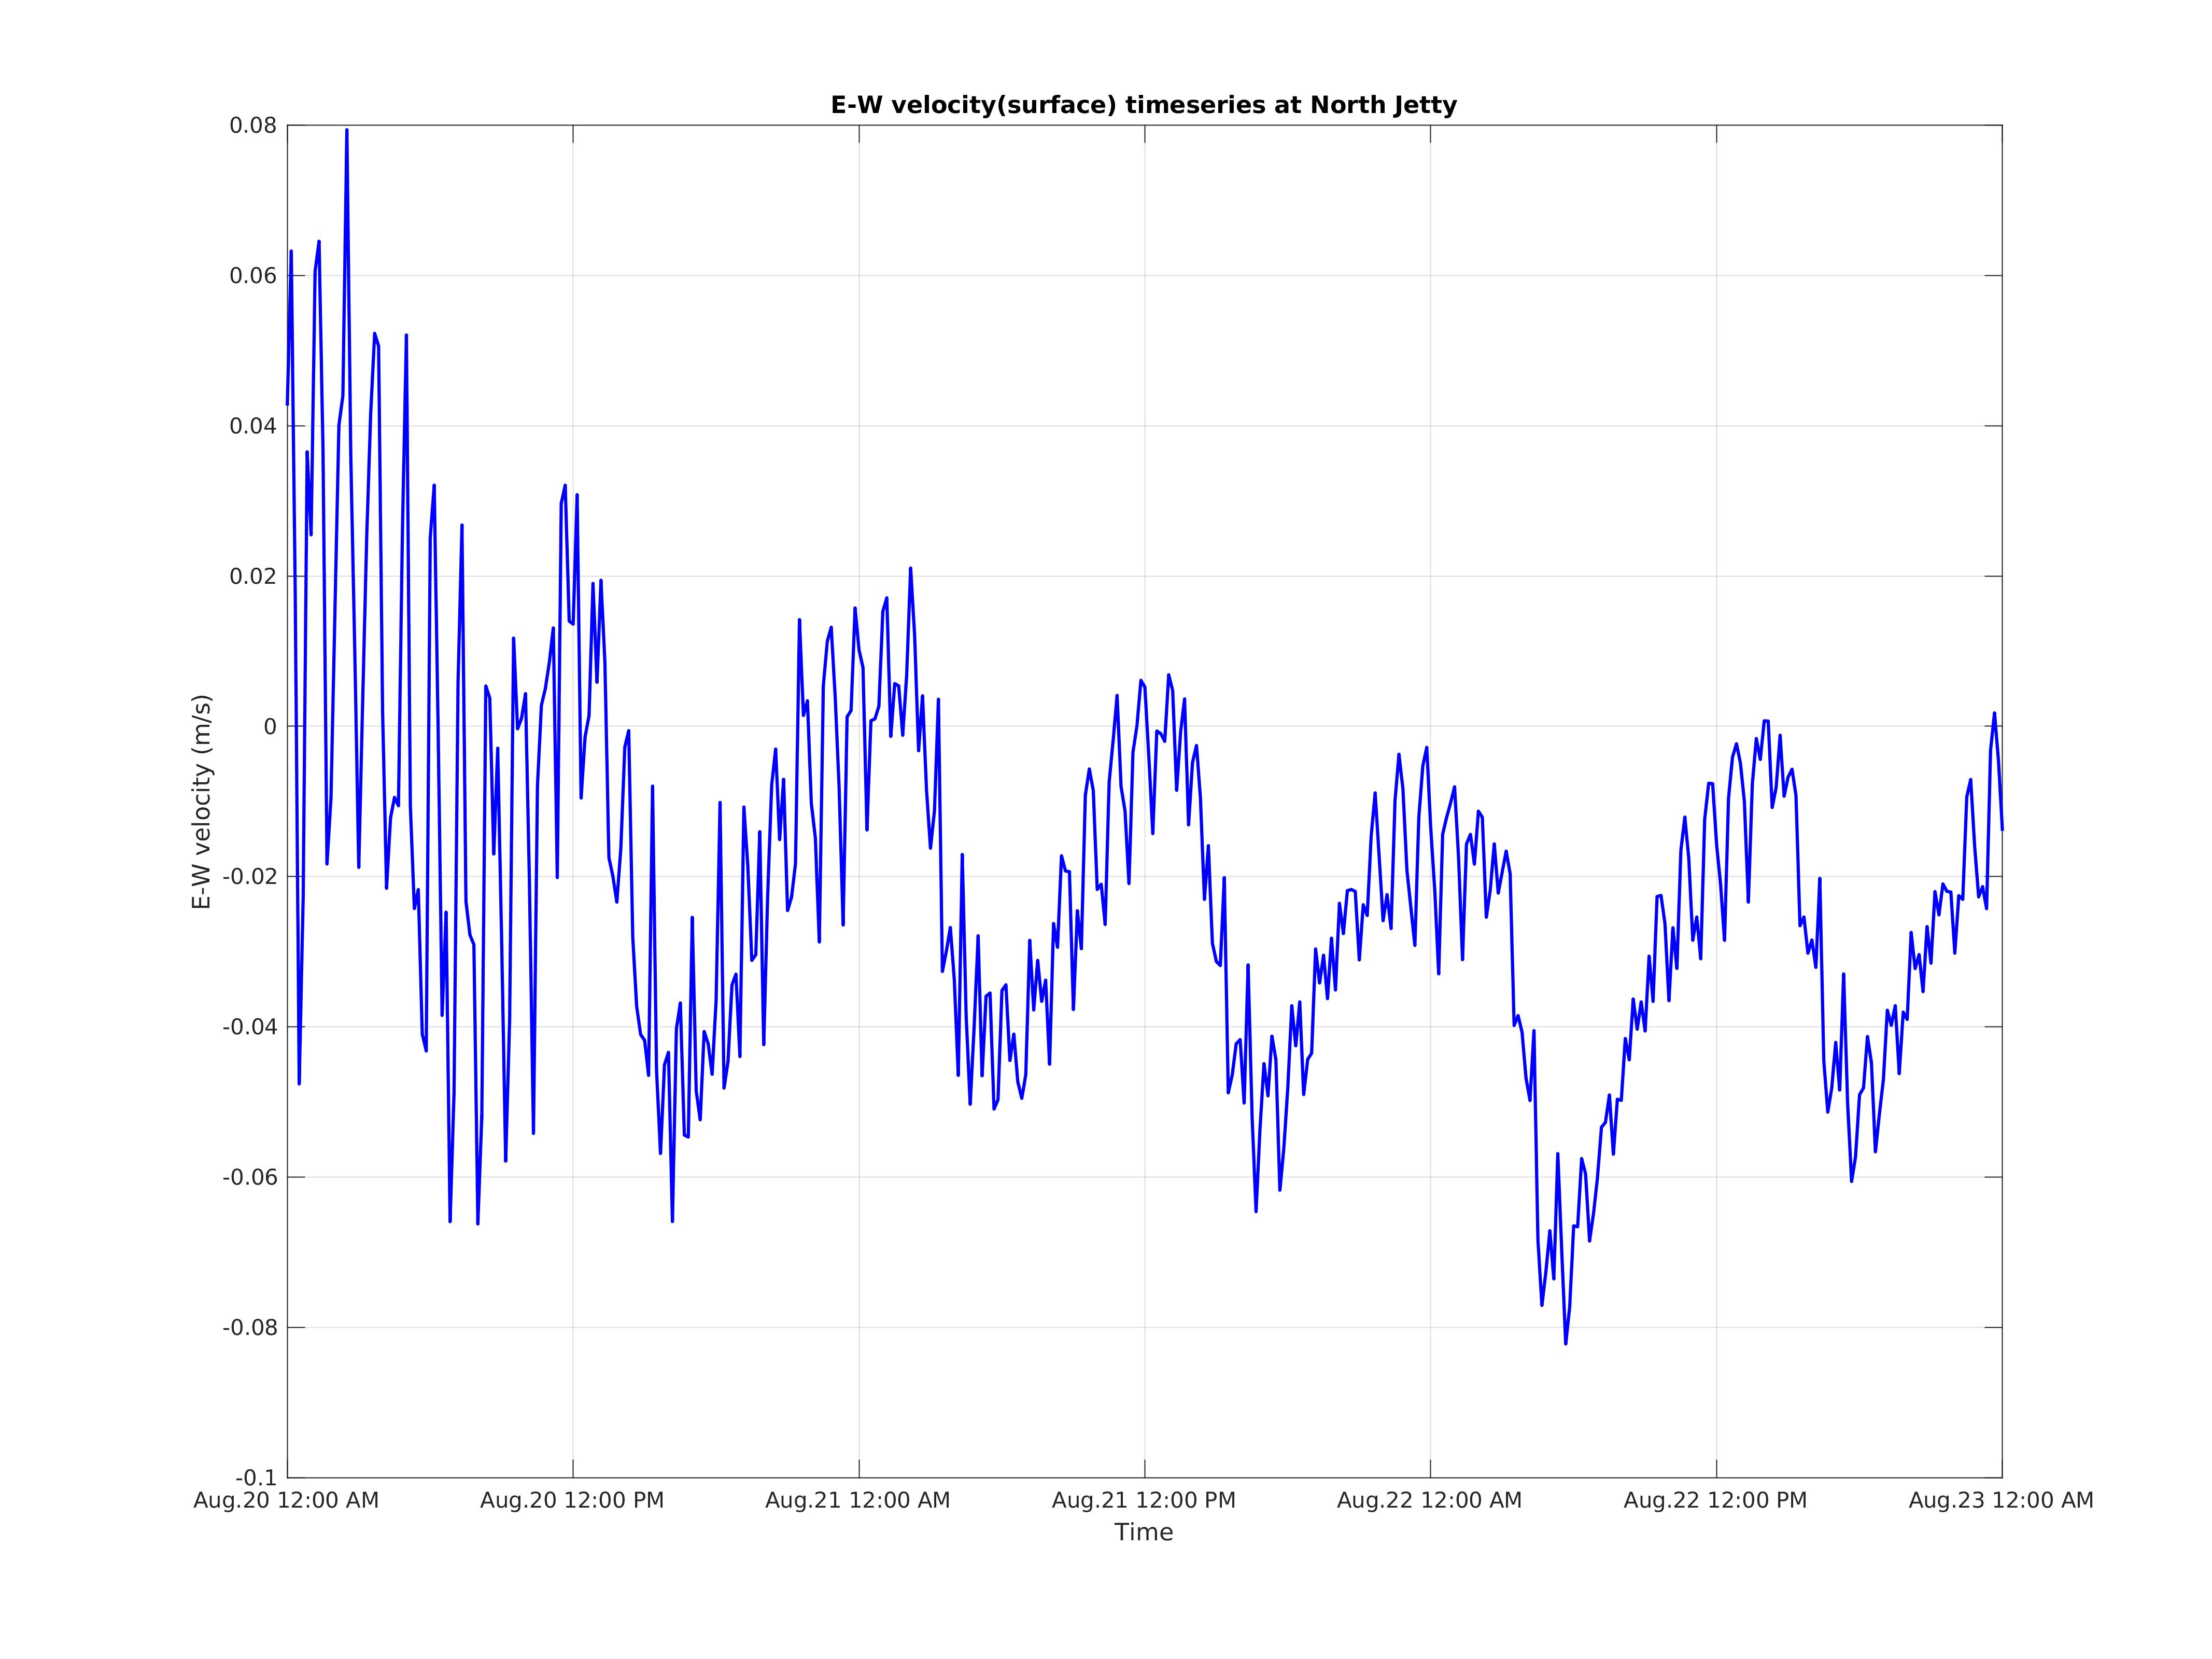 E-W velocity(surface) timeseries at North Jetty
0.08
0.06
0.04
0.02
0
-0.02
-0.04
-0.06
-0.08
-0.1
E-W velocity (m/s)
Aug.20 12:00 AM Aug.20 12:00 PM Aug.21 12:00 AM Aug.21 12:00 PM Aug.22 12:00 AM Aug.22 12:00 PM Aug.23 12:00 AM
Time